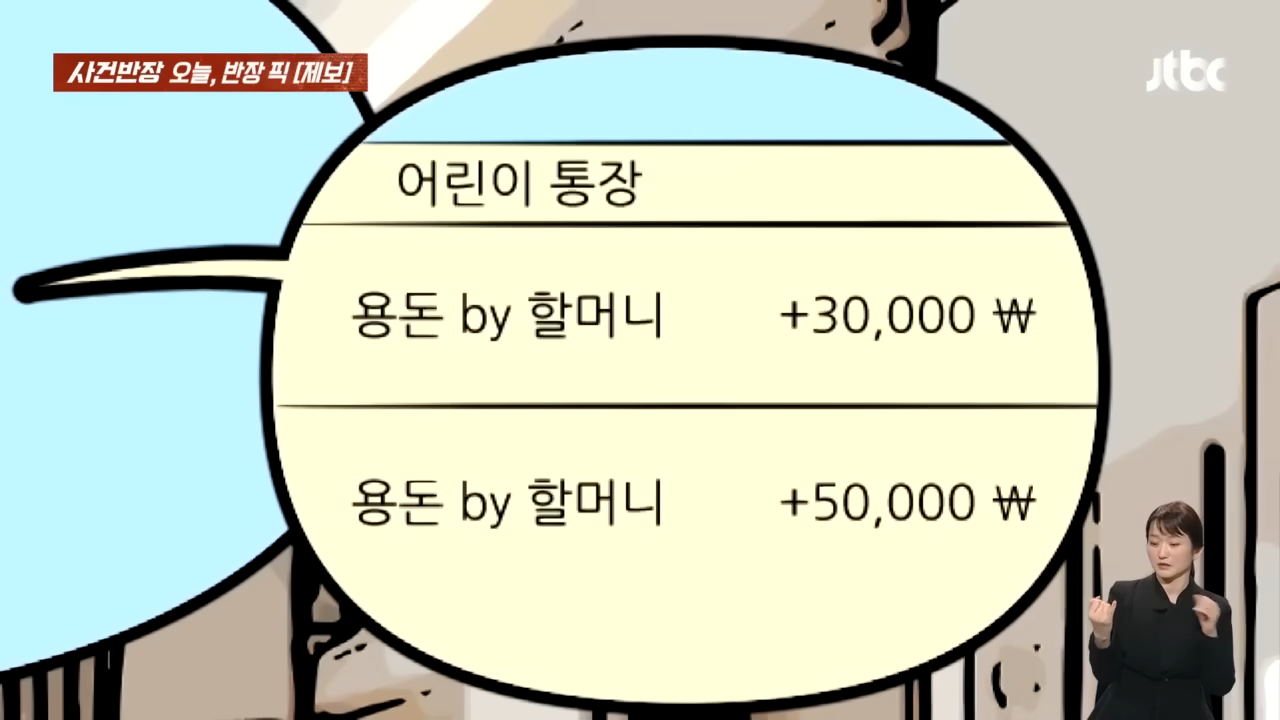 사건반장 오늘, 반장 픽 [제보]
jtbc
어린이 통장
용돈 by 할머니 +30,000 ₩
용돈 by 할머니 +50,000 ₩